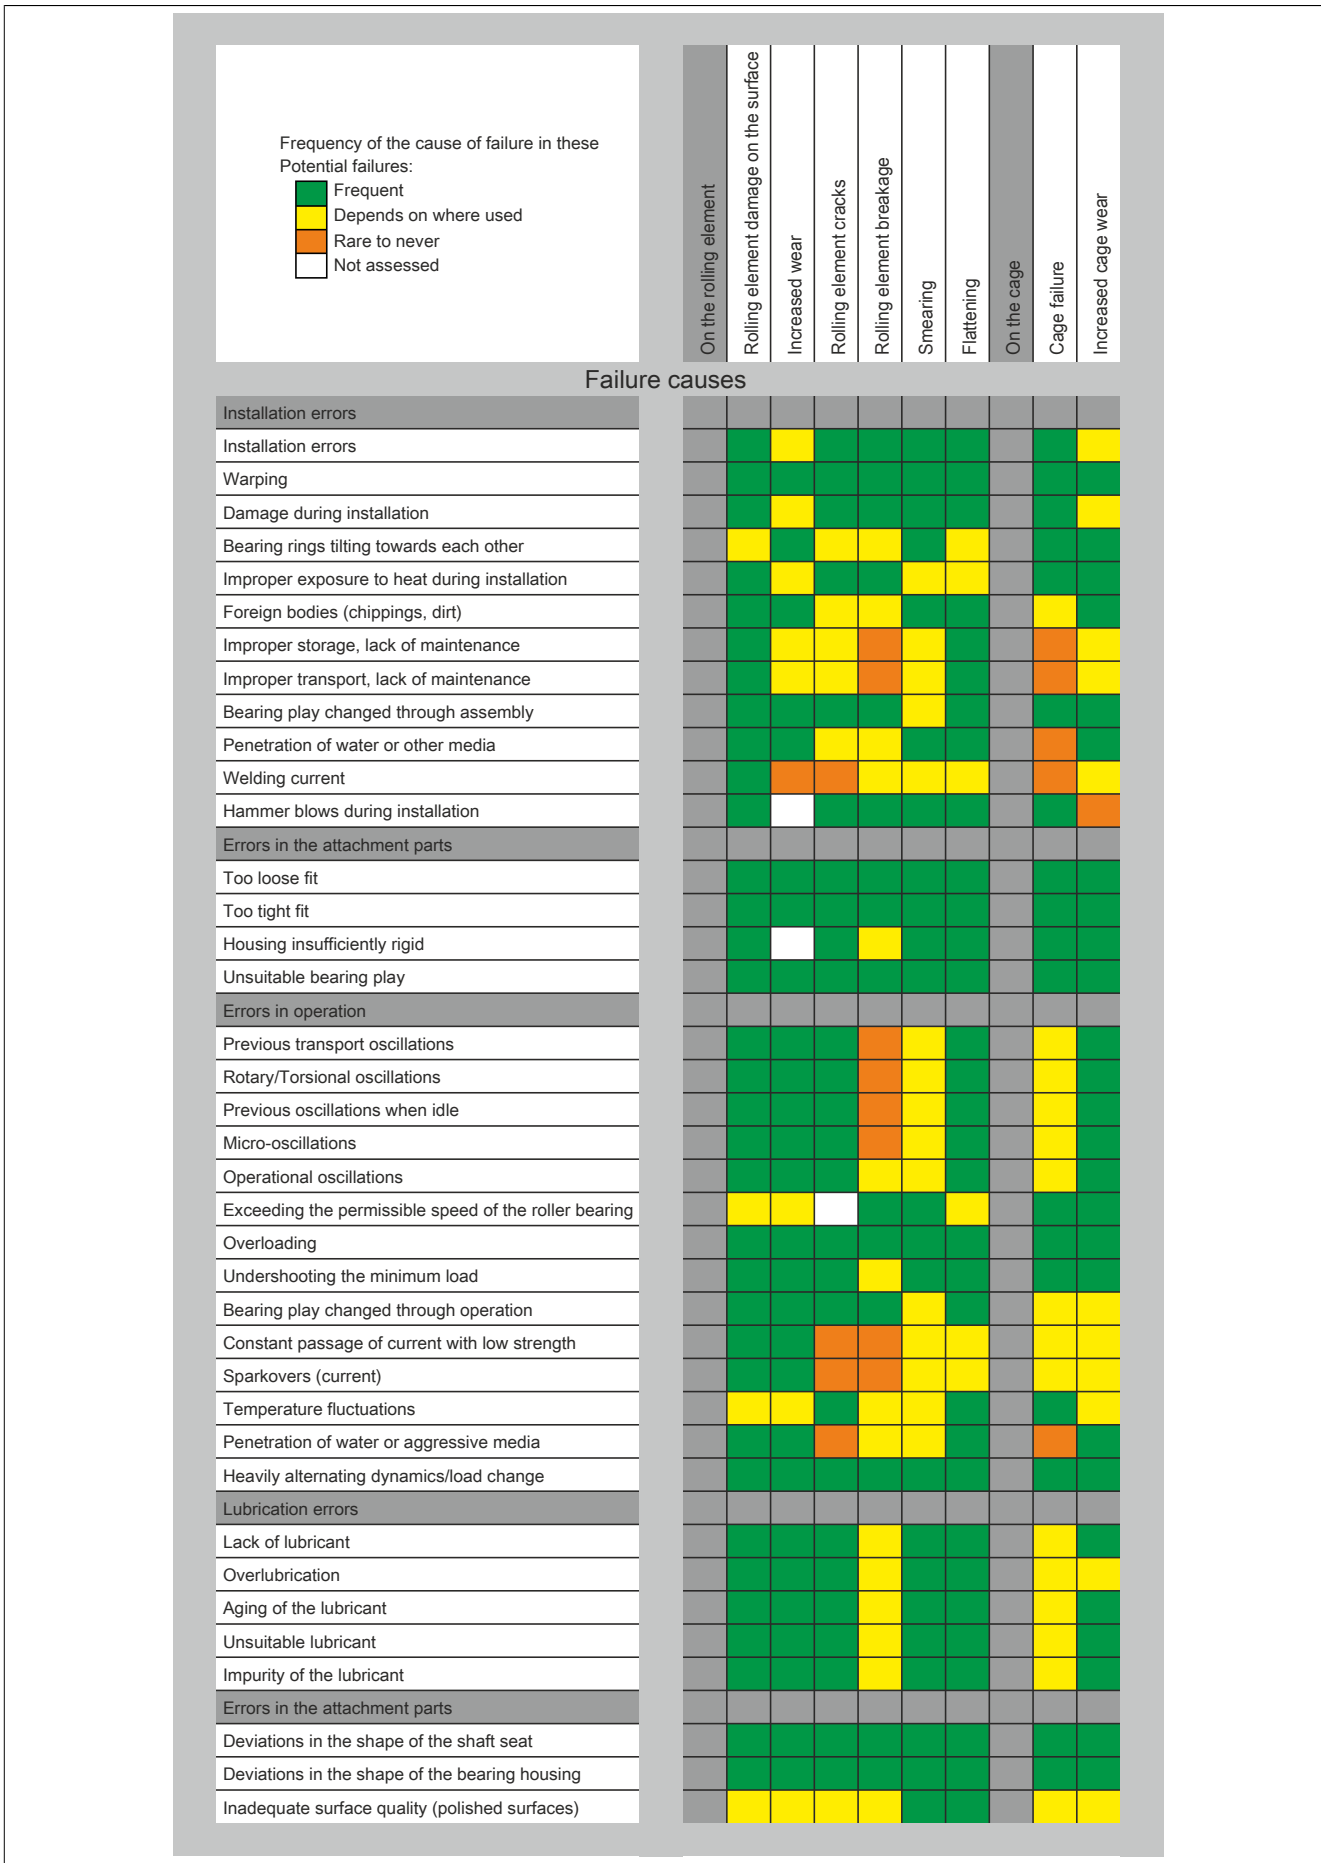 Frequency of the cause of failure in these
Potential failures:
Frequent
Depends on where used
Rare to never
Not assessed
On the rolling element
Rolling element damage on the surface
Increased wear
Rolling element cracks
Rolling element breakage
Smearing
Flattening
On the cage
Cage failure
Increased cage wear
Failure causes
Installation errors
Installation errors
Warping
Damage during installation
Bearing rings tilting towards each other
Improper exposure to heat during installation
Foreign bodies (chippings, dirt)
Improper storage, lack of maintenance
Improper transport, lack of maintenance
Bearing play changed through assembly
Penetration of water or other media
Welding current
Hammer blows during installation
Errors in the attachment parts
Too loose fit
Too tight fit
Housing insufficiently rigid
Unsuitable bearing play
Errors in operation
Previous transport oscillations
Rotary/Torsional oscillations
Previous oscillations when idle
Micro-oscillations
Operational oscillations
Exceeding the permissible speed of the roller bearing
Overloading
Undershooting the minimum load
Bearing play changed through operation
Constant passage of current with low strength
Sparkovers (current)
Temperature fluctuations
Penetration of water or aggressive media
Heavily alternating dynamics/load change
Lubrication errors
Lack of lubricant
Overlubrication
Aging of the lubricant
Unsuitable lubricant
Impurity of the lubricant
Errors in the attachment parts
Deviations in the shape of the shaft seat
Deviations in the shape of the bearing housing
Inadequate surface quality (polished surfaces)